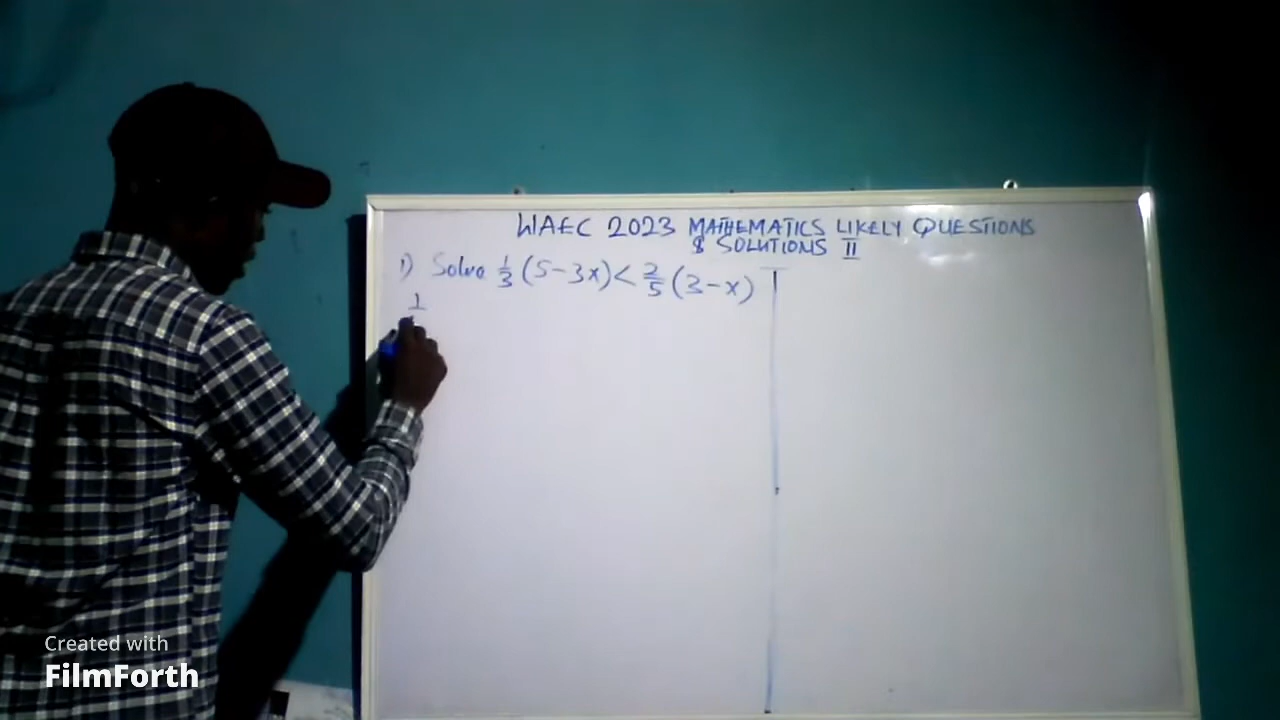 WAEC 2023 MATHEMATICS LIKELY QUESTIONS
& SOLUTIONS II
1) Solve 1/3 (5-3x) < 2/5 (3-x)
1
Created with
FilmForth